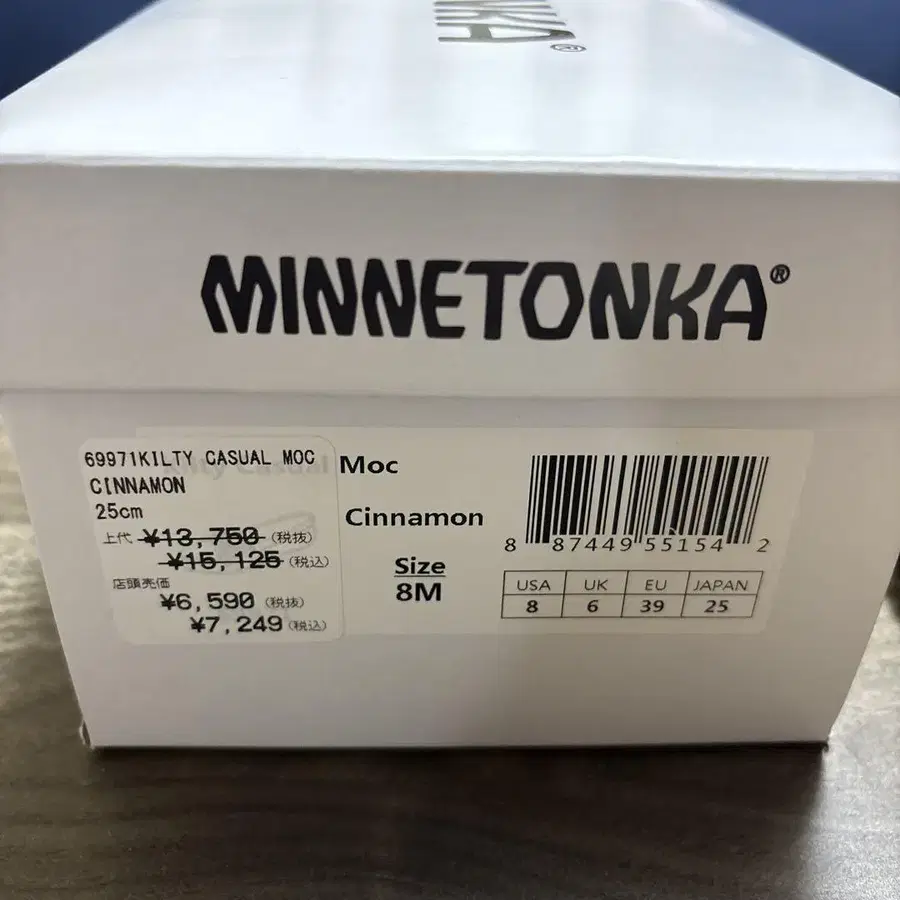 MINNETONKA®
69971KILTY CASUAL MOC
CINNAMON
25cm
上代 ¥13,750 (税抜)
¥15,125 (税込)
店頭売価
¥6,590 (税抜)
¥7,249 (税込)
Kilty Casual Moc
Cinnamon
Size
8M
8 87449 55154 2
USA UK EU JAPAN
8 6 39 25